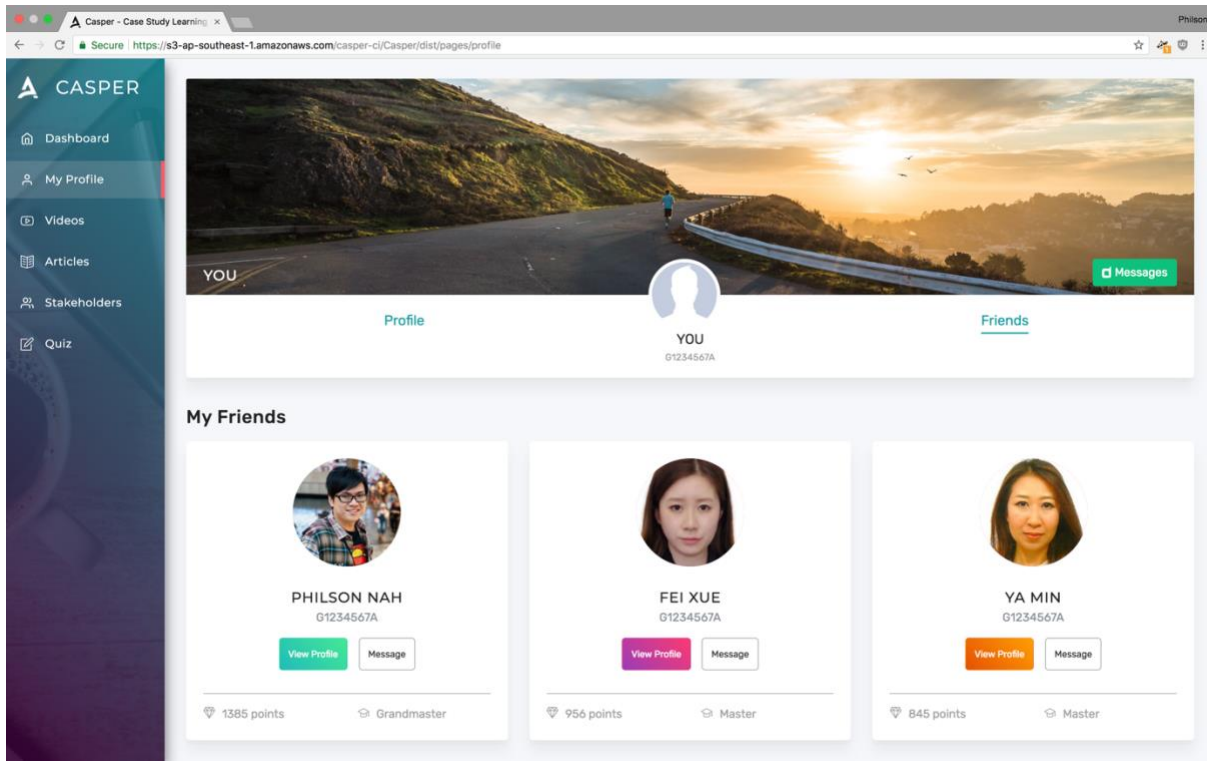 Casper - Case Study Learning
Philson
Secure https://s3-ap-southeast-1.amazonaws.com/casper-ci/Casper/dist/pages/profile
CASPER
Dashboard
My Profile
Videos
Articles
Stakeholders
Quiz
YOU
Messages
Profile
Friends
YOU
G1234567A
My Friends
PHILSON NAH
G1234567A
View Profile Message
1385 points Grandmaster
FEI XUE
G1234567A
View Profile Message
956 points Master
YA MIN
G1234567A
View Profile Message
845 points Master